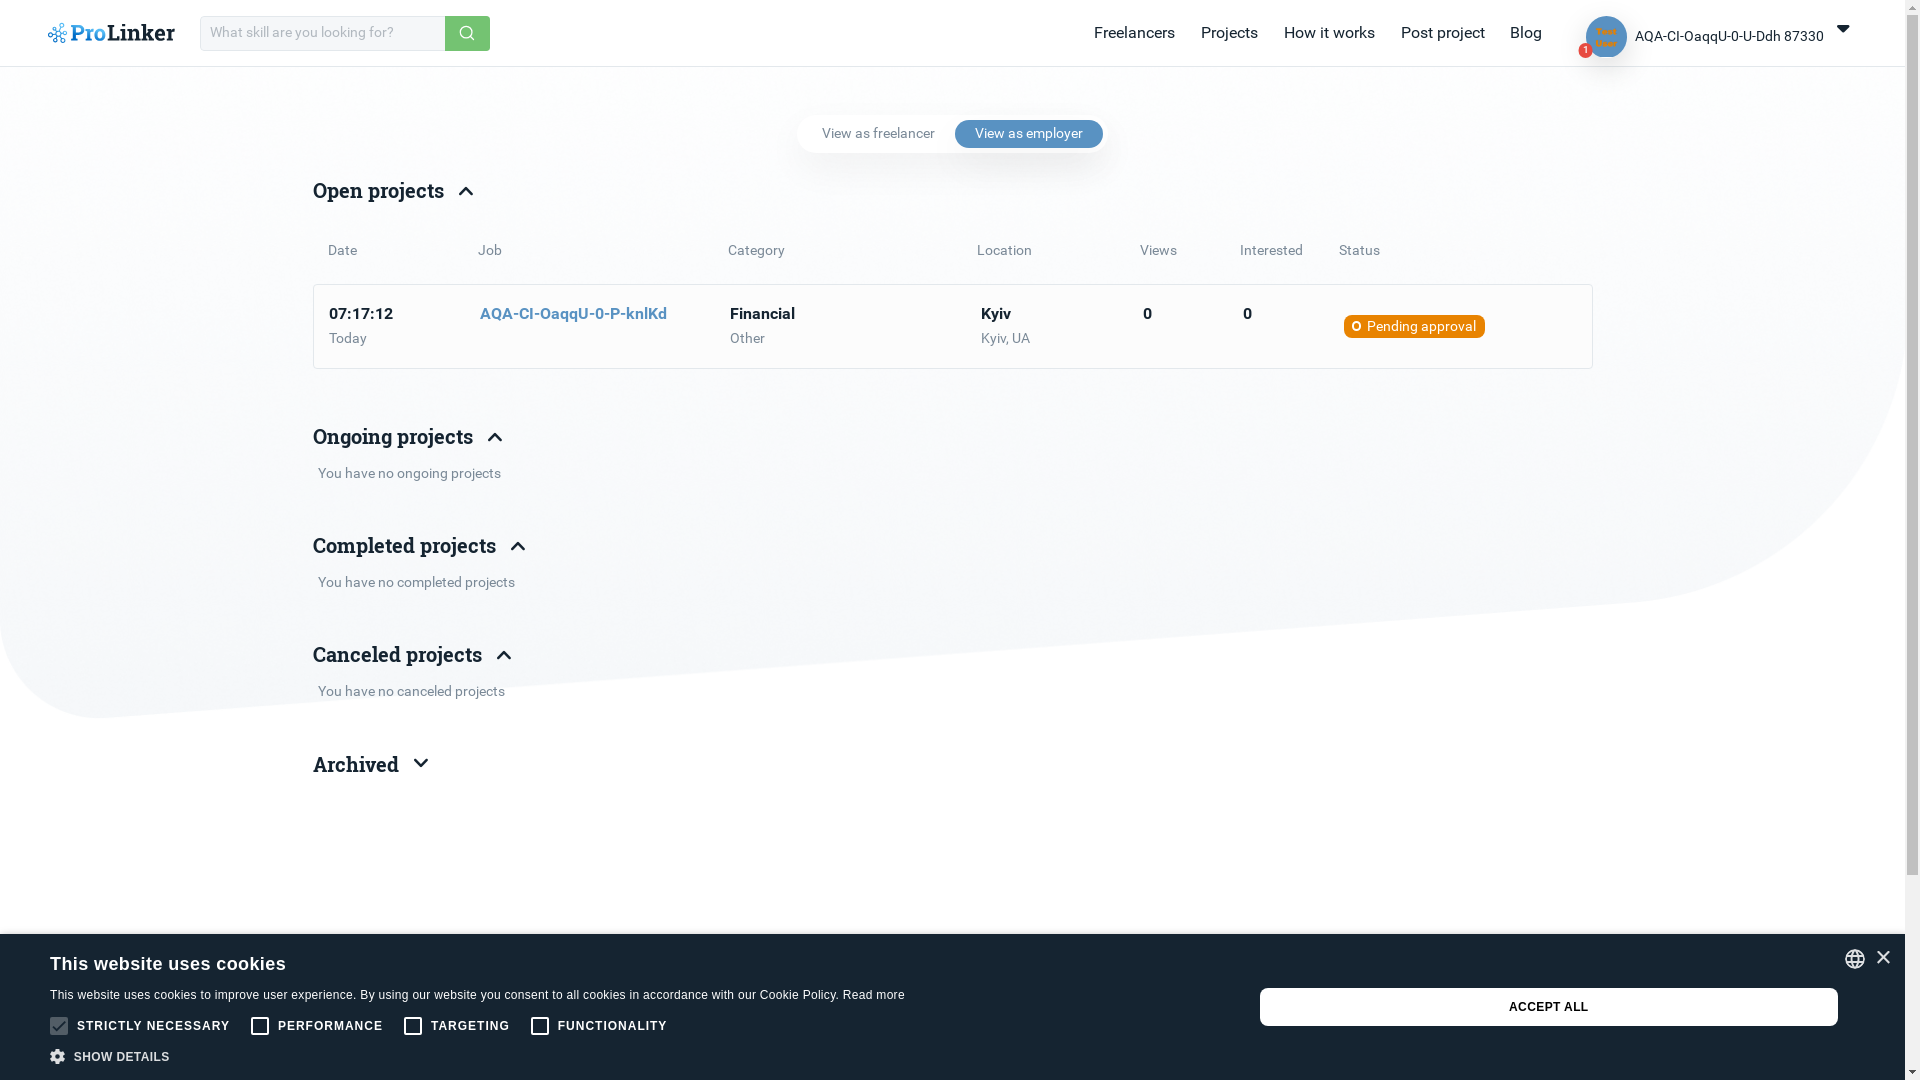 ProLinker
What skill are you looking for?
Freelancers
Projects
How it works
Post project
Blog
1
AQA-CI-OaqqU-0-U-Ddh 87330
View as freelancer
View as employer
Open projects
Date Job Category Location Views Interested Status
07:17:12 AQA-CI-OaqqU-0-P-knlKd Financial Kyiv 0 0
Pending approval
Today Other Kyiv, UA
Ongoing projects
You have no ongoing projects
Completed projects
You have no completed projects
Canceled projects
You have no canceled projects
Archived
This website uses cookies
This website uses cookies to improve user experience. By using our website you consent to all cookies in accordance with our Cookie Policy. Read more
STRICTLY NECESSARY PERFORMANCE TARGETING FUNCTIONALITY
SHOW DETAILS
ACCEPT ALL